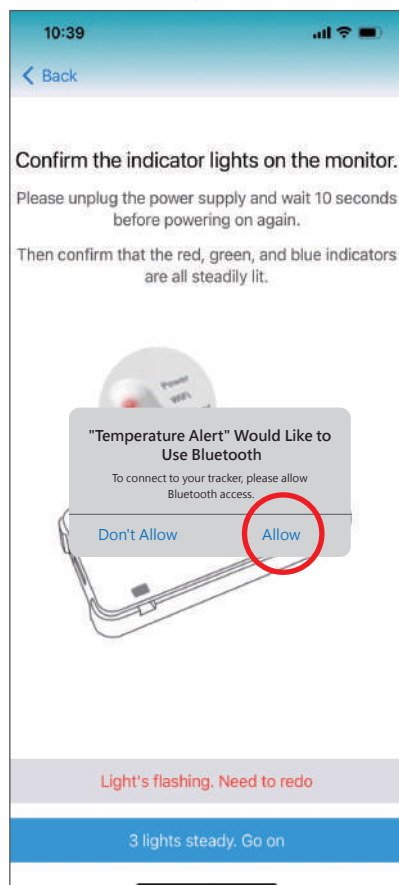 10:39
Back
Confirm the indicator lights on the monitor.
Please unplug the power supply and wait 10 seconds
before powering on again.
Then confirm that the red, green, and blue indicators
are all steadily lit.
Power
WiFi
"Temperature Alert" Would Like to
Use Bluetooth
To connect to your tracker, please allow
Bluetooth access.
Don't Allow
Allow
Light's flashing. Need to redo
3 lights steady. Go on